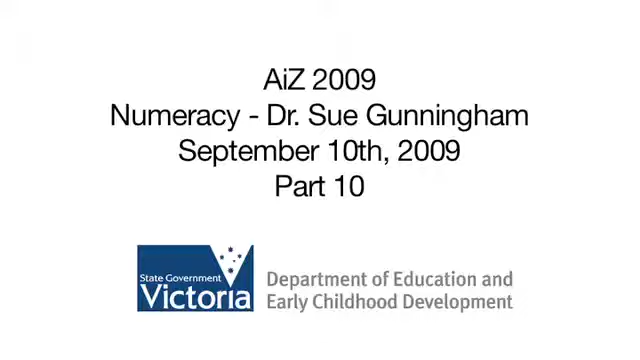 AiZ 2009
Numeracy - Dr. Sue Gunningham
September 10th, 2009
Part 10
State Government
Victoria
Department of Education and
Early Childhood Development